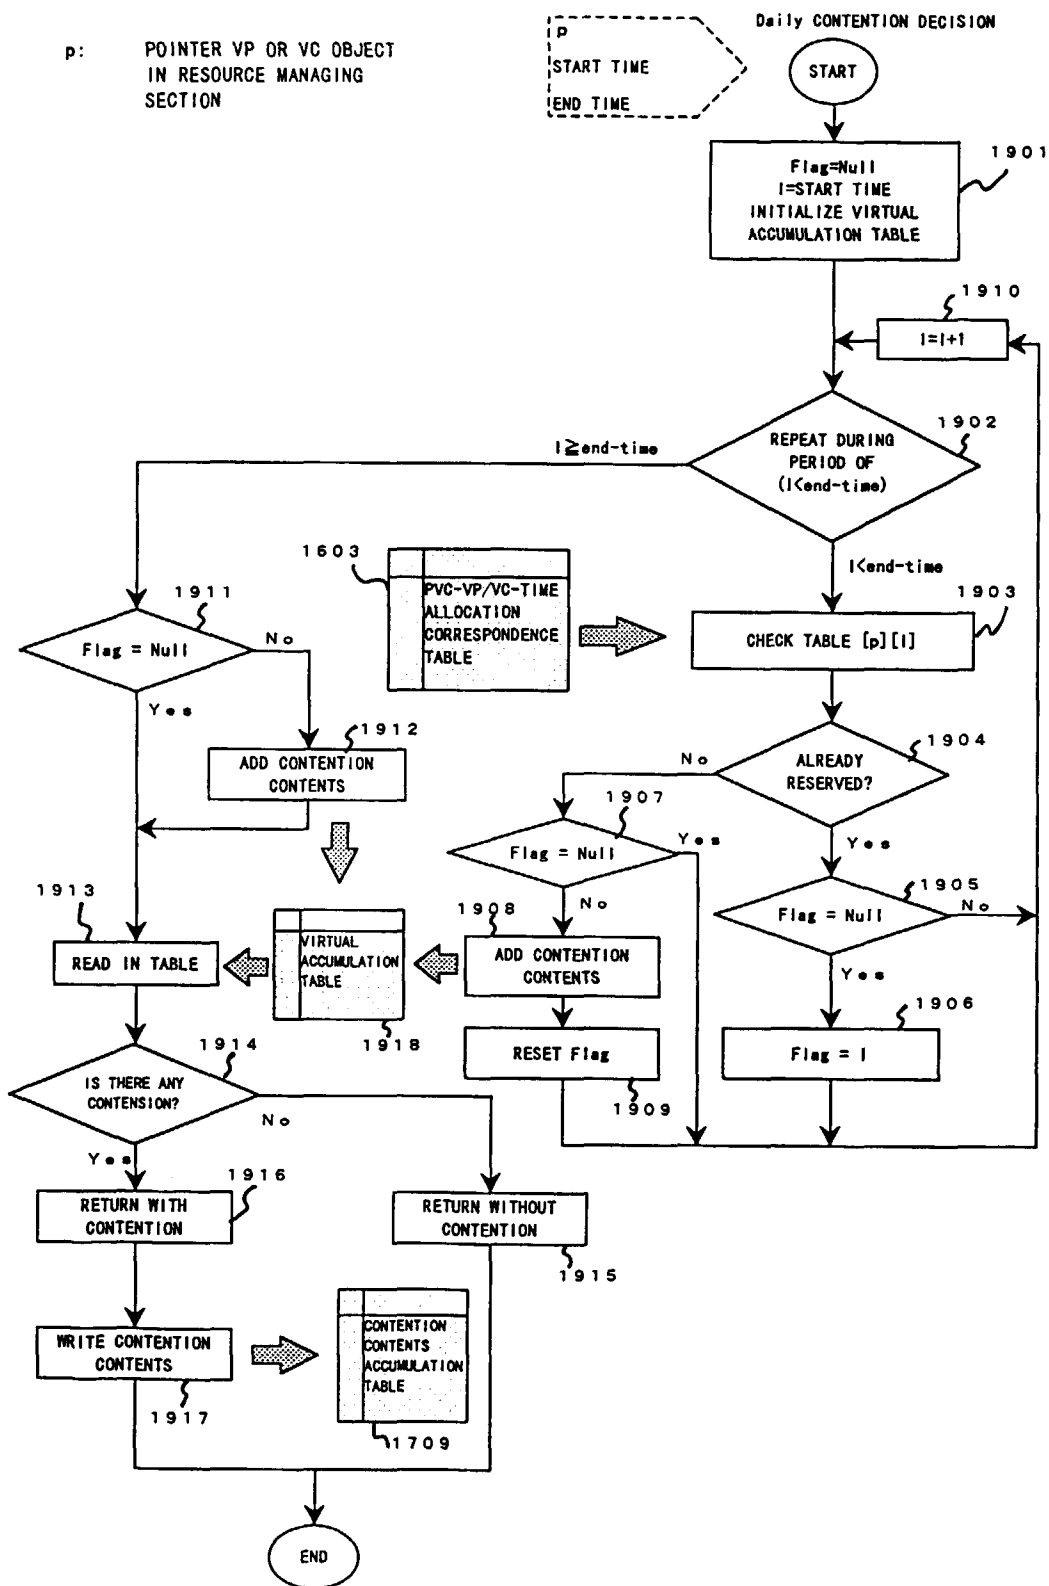 p: POINTER VP OR VC OBJECT
IN RESOURCE MANAGING
SECTION
P
START TIME
END TIME
Daily CONTENTION DECISION
START
1901
Flag=Null
I=START TIME
INITIALIZE VIRTUAL
ACCUMULATION TABLE
1910
I=I+1
1902
REPEAT DURING
PERIOD OF
(I<end-time)
I≧end-time
I<end-time
1603
PVC-VP/VC-TIME
ALLOCATION
CORRESPONDENCE
TABLE
1903
CHECK TABLE [p][I]
1911
Flag = Null
No
Yes
1912
ADD CONTENTION
CONTENTS
1904
ALREADY
RESERVED?
No
Yes
1907
Flag = Null
Yes
No
1905
Flag = Null
No
Yes
1913
READ IN TABLE
VIRTUAL
ACCUMULATION
TABLE
1918
1908
ADD CONTENTION
CONTENTS
1906
Flag = I
RESET Flag
1909
1914
IS THERE ANY
CONTENSION?
No
Yes
1916
RETURN WITH
CONTENTION
RETURN WITHOUT
CONTENTION
1915
WRITE CONTENTION
CONTENTS
1917
CONTENTION
CONTENTS
ACCUMULATION
TABLE
1709
END